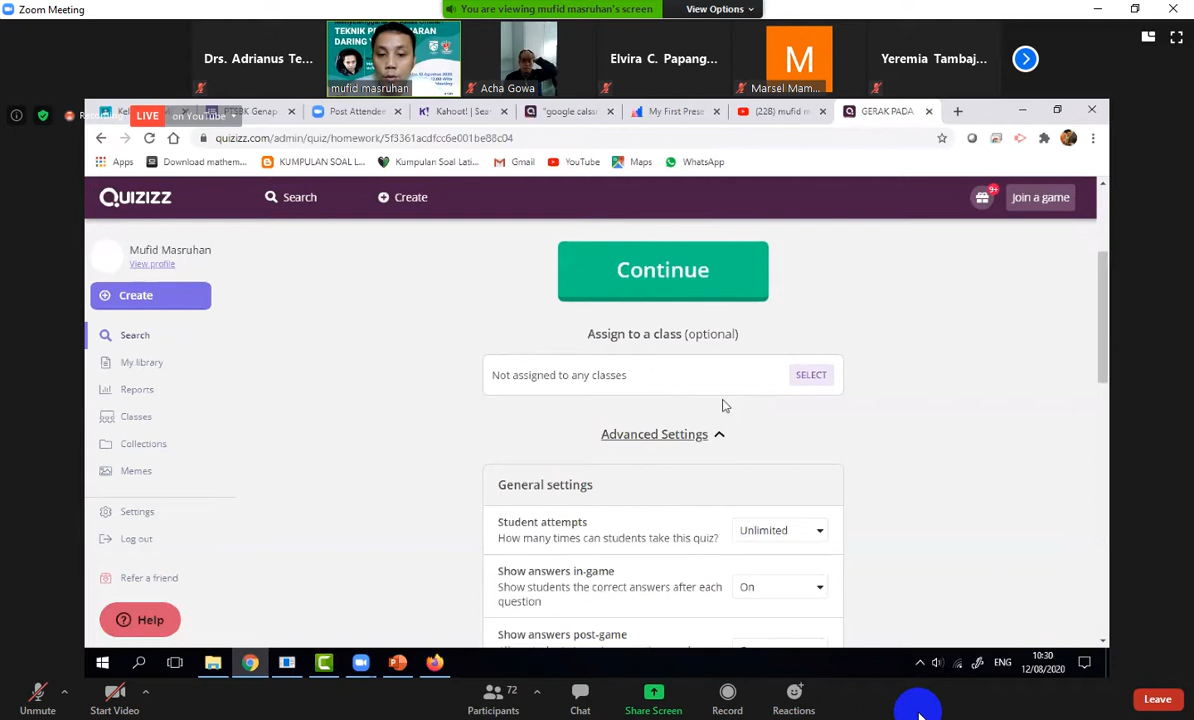 Zoom Meeting
You are viewing mufid masruhan's screen
View Options
Drs. Adrianus Te...
mufid masruhan
Acha Gowa
Elvira C. Papang...
M
Marsel Mam...
Yeremia Tambaj...
Recording
LIVE on YouTube
Post Attendee
Kahoot! | Sea
"google calss
My First Prese
(228) mufid m
GERAK PADA
quizizz.com/admin/quiz/homework/5f3361acdfcc6e001be88c04
Apps
Download mathem...
KUMPULAN SOAL L...
Kumpulan Soal Lati...
Gmail
YouTube
Maps
WhatsApp
QUIZIZZ
Search
Create
9+
Join a game
Mufid Masruhan
View profile
Create
Search
My library
Reports
Classes
Collections
Memes
Settings
Log out
Refer a friend
Help
Continue
Assign to a class (optional)
Not assigned to any classes
SELECT
Advanced Settings
General settings
Student attempts
How many times can students take this quiz?
Unlimited
Show answers in-game
Show students the correct answers after each
question
On
Show answers post-game
ENG
10:30
12/08/2020
Unmute
Start Video
72
Participants
Chat
Share Screen
Record
Reactions
Leave